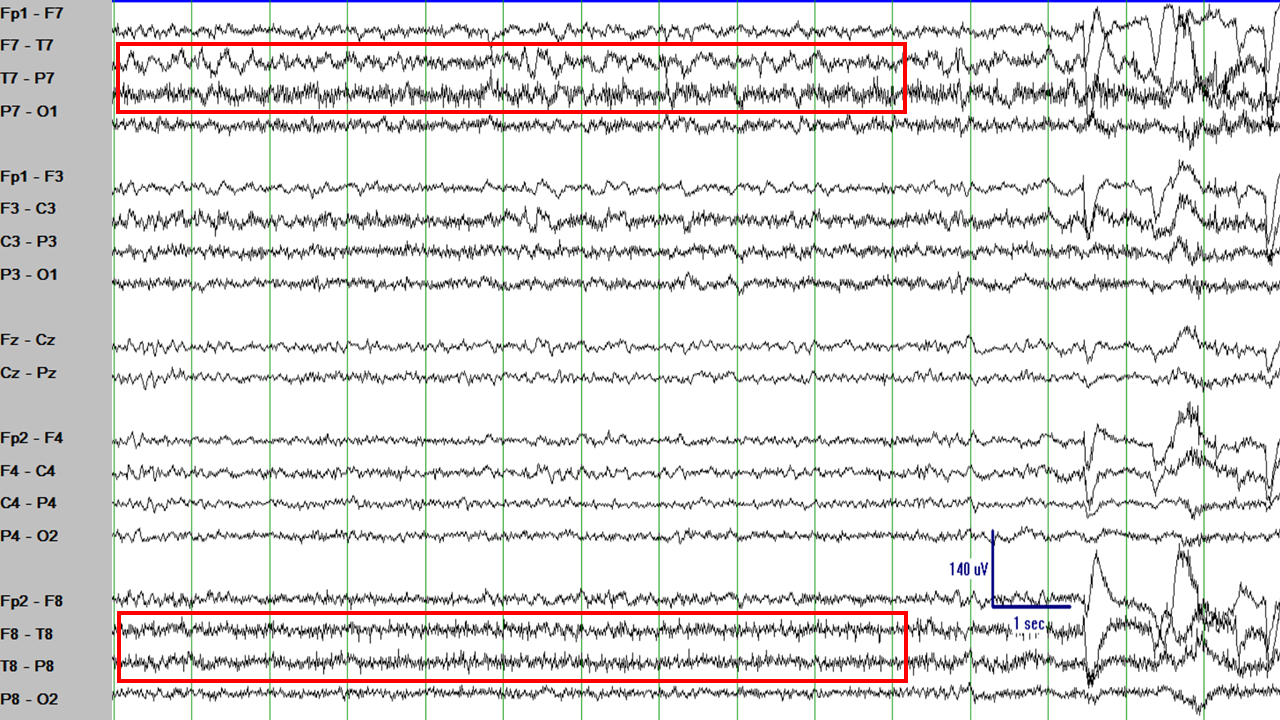 Fp1 - F7
F7 - T7
T7 - P7
P7 - O1
Fp1 - F3
F3 - C3
C3 - P3
P3 - O1
Fz - Cz
Cz - Pz
Fp2 - F4
F4 - C4
C4 - P4
P4 - O2
140 uV
Fp2 - F8
1 sec
F8 - T8
T8 - P8
P8 - O2